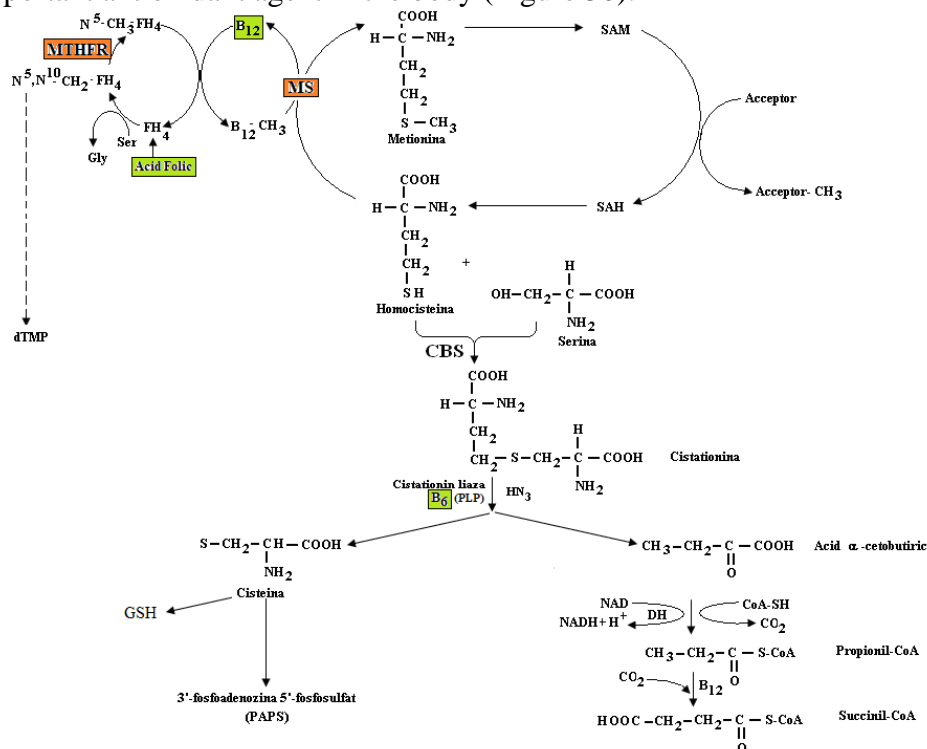 COOH
N5-CH3-FH4
B12
H - C - NH2
SAM
MTHFR
CH2
N5,N10-CH2-FH4
MS
CH2
Acceptor
B12-CH3
S - CH3
FH4
Metionina
Ser
Gly
Acid Folic
COOH
Acceptor- CH3
H - C - NH2
SAH
CH2
CH2
+
H
SH
OH-CH2-C - COOH
Homocisteina
NH2
dTMP
Serina
CBS
COOH
H - C - NH2
CH2
H
CH2-S-CH2-C - COOH
Cistationina
Cistationin liaza
NH2
B6 (PLP)
HN3
S-CH2-CH-COOH
CH3-CH2-C - COOH
Acid α-cetobutiric
NH2
O
Cisteina
GSH
NAD
CoA-SH
DH
NADH+H+
CO2
CH3-CH2-C - S-CoA
Propionil-CoA
O
CO2
B12
3'-fosfoadenozina 5'-fosfosulfat
(PAPS)
HOOC-CH2-CH2-C - S-CoA
Succinil-CoA
O